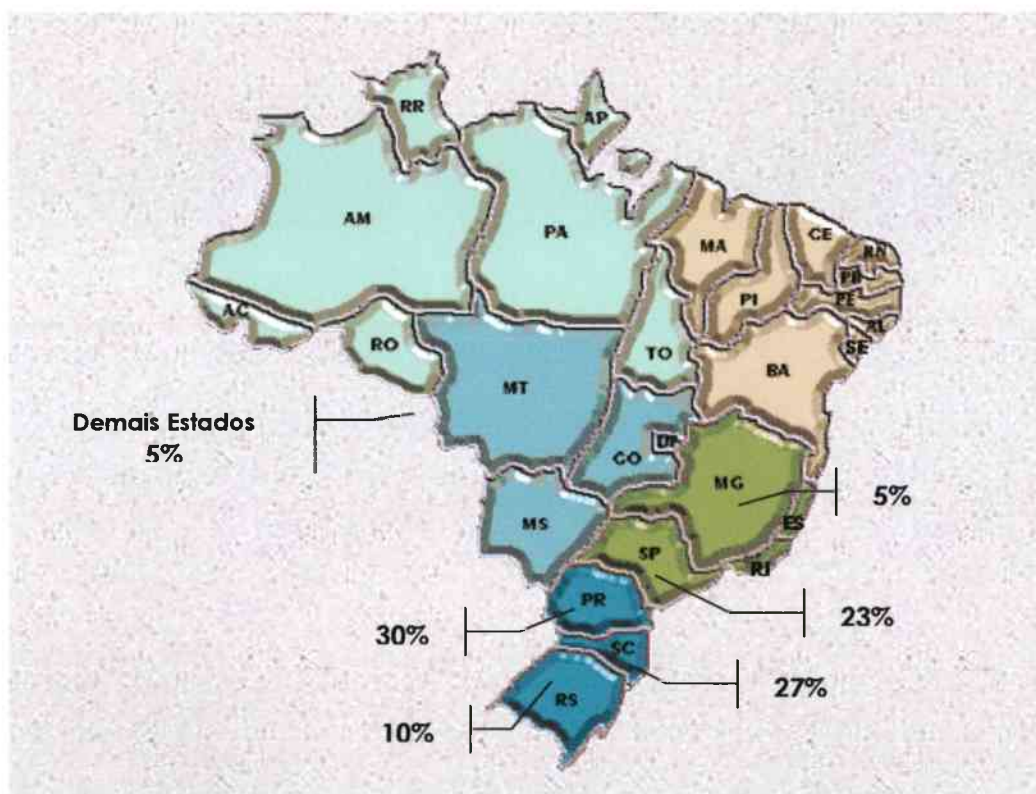 RR
AP
AM
PA
MA
CE
RN
PB
PI
PE
AC
AL
SE
RO
TO
BA
MT
Demais Estados
5%
DF
GO
MG
5%
MS
ES
SP
RJ
PR
23%
30%
SC
27%
RS
10%